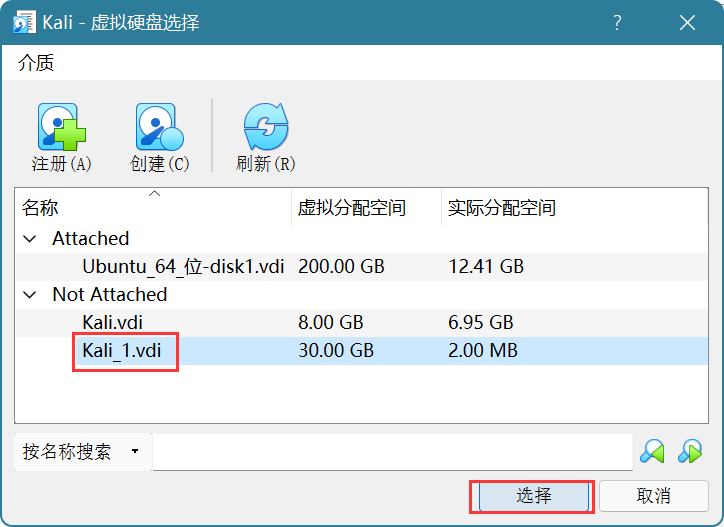 Kali - 虚拟硬盘选择
介质
注册(A) 创建(C) 刷新(R)
名称 虚拟分配空间 实际分配空间
Attached
Ubuntu_64_位-disk1.vdi 200.00 GB 12.41 GB
Not Attached
Kali.vdi 8.00 GB 6.95 GB
Kali_1.vdi 30.00 GB 2.00 MB
按名称搜索
选择 取消